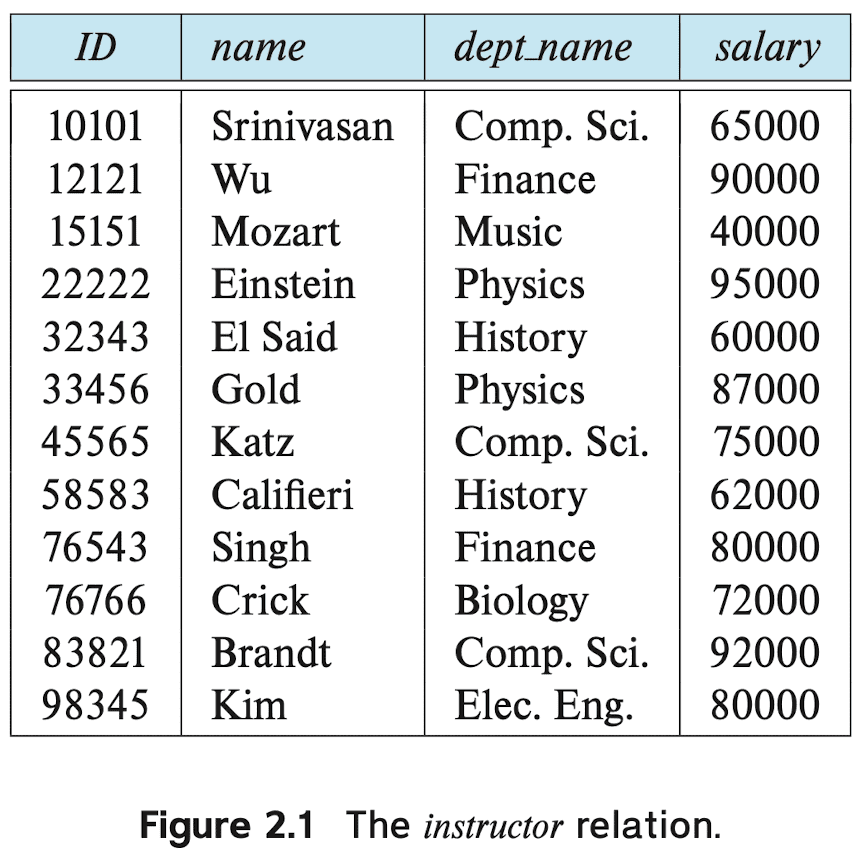 ID name dept_name salary
10101 Srinivasan Comp. Sci. 65000
12121 Wu Finance 90000
15151 Mozart Music 40000
22222 Einstein Physics 95000
32343 El Said History 60000
33456 Gold Physics 87000
45565 Katz Comp. Sci. 75000
58583 Califieri History 62000
76543 Singh Finance 80000
76766 Crick Biology 72000
83821 Brandt Comp. Sci. 92000
98345 Kim Elec. Eng. 80000
Figure 2.1 The instructor relation.